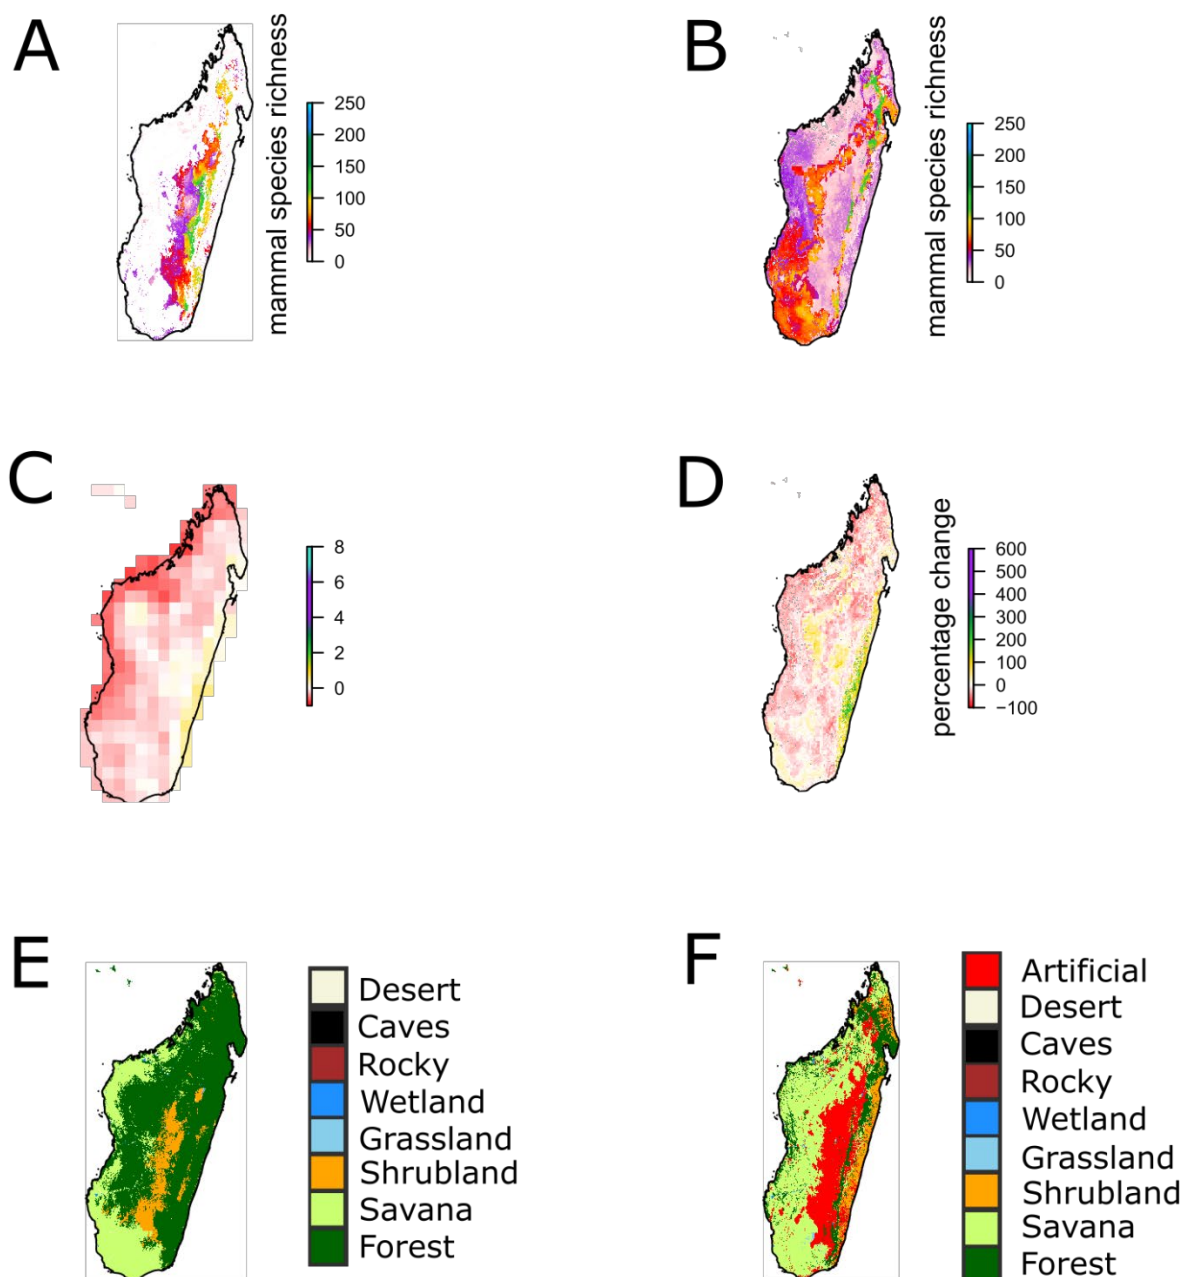 A
mammal species richness
250
200
150
100
50
0
B
mammal species richness
250
200
150
100
50
0
C
8
6
4
2
0
D
percentage change
600
500
400
300
200
100
0
−100
E
Desert
Caves
Rocky
Wetland
Grassland
Shrubland
Savana
Forest
F
Artificial
Desert
Caves
Rocky
Wetland
Grassland
Shrubland
Savana
Forest